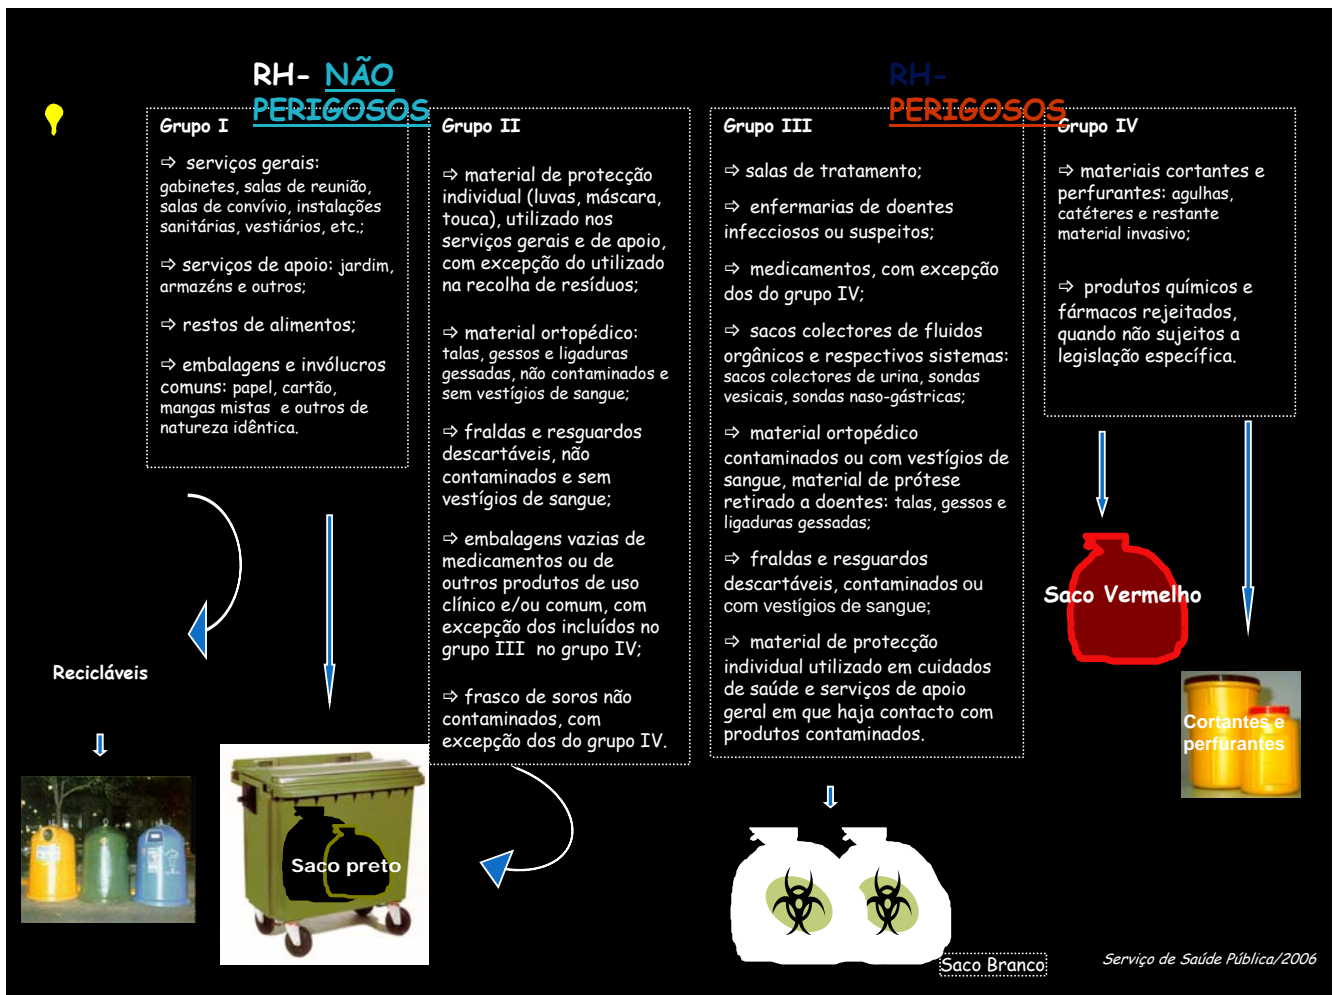 RH- NÃO
PERIGOSOS
Grupo I
⇨ serviços gerais:
gabinetes, salas de reunião,
salas de convívio, instalações
sanitárias, vestiários, etc.;
⇨ serviços de apoio: jardim,
armazéns e outros;
⇨ restos de alimentos;
⇨ embalagens e invólucros
comuns: papel, cartão,
mangas mistas e outros de
natureza idêntica.
Grupo II
⇨ material de protecção
individual (luvas, máscara,
touca), utilizado nos
serviços gerais e de apoio,
com excepção do utilizado
na recolha de resíduos;
⇨ material ortopédico:
talas, gessos e ligaduras
gessadas, não contaminados e
sem vestígios de sangue;
⇨ fraldas e resguardos
descartáveis, não
contaminados e sem
vestígios de sangue;
⇨ embalagens vazias de
medicamentos ou de
outros produtos de uso
clínico e/ou comum, com
excepção dos incluídos no
grupo III no grupo IV;
⇨ frasco de soros não
contaminados, com
excepção dos do grupo IV.
RH-
PERIGOSOS
Grupo III
⇨ salas de tratamento;
⇨ enfermarias de doentes
infecciosos ou suspeitos;
⇨ medicamentos, com excepção
dos do grupo IV;
⇨ sacos colectores de fluidos
orgânicos e respectivos sistemas:
sacos colectores de urina, sondas
vesicais, sondas naso-gástricas;
⇨ material ortopédico
contaminados ou com vestígios de
sangue, material de prótese
retirado a doentes: talas, gessos e
ligaduras gessadas;
⇨ fraldas e resguardos
descartáveis, contaminados ou
com vestígios de sangue;
⇨ material de protecção
individual utilizado em cuidados
de saúde e serviços de apoio
geral em que haja contacto com
produtos contaminados.
Grupo IV
⇨ materiais cortantes e
perfurantes: agulhas,
catéteres e restante
material invasivo;
⇨ produtos químicos e
fármacos rejeitados,
quando não sujeitos a
legislação específica.
Recicláveis
Saco preto
Saco Branco
Saco Vermelho
Cortantes e
perfurantes
Serviço de Saúde Pública/2006